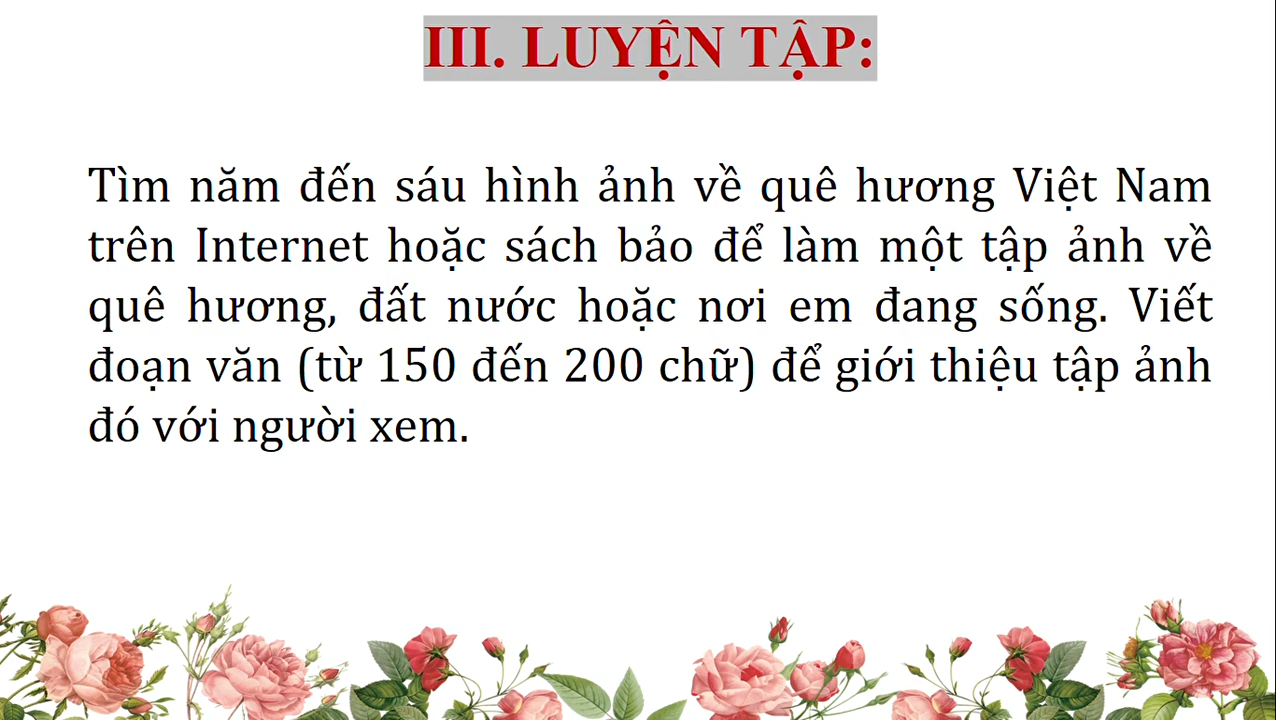 III. LUYỆN TẬP:
Tìm năm đến sáu hình ảnh về quê hương Việt Nam
trên Internet hoặc sách bảo để làm một tập ảnh về
quê hương, đất nước hoặc nơi em đang sống. Viết
đoạn văn (từ 150 đến 200 chữ) để giới thiệu tập ảnh
đó với người xem.